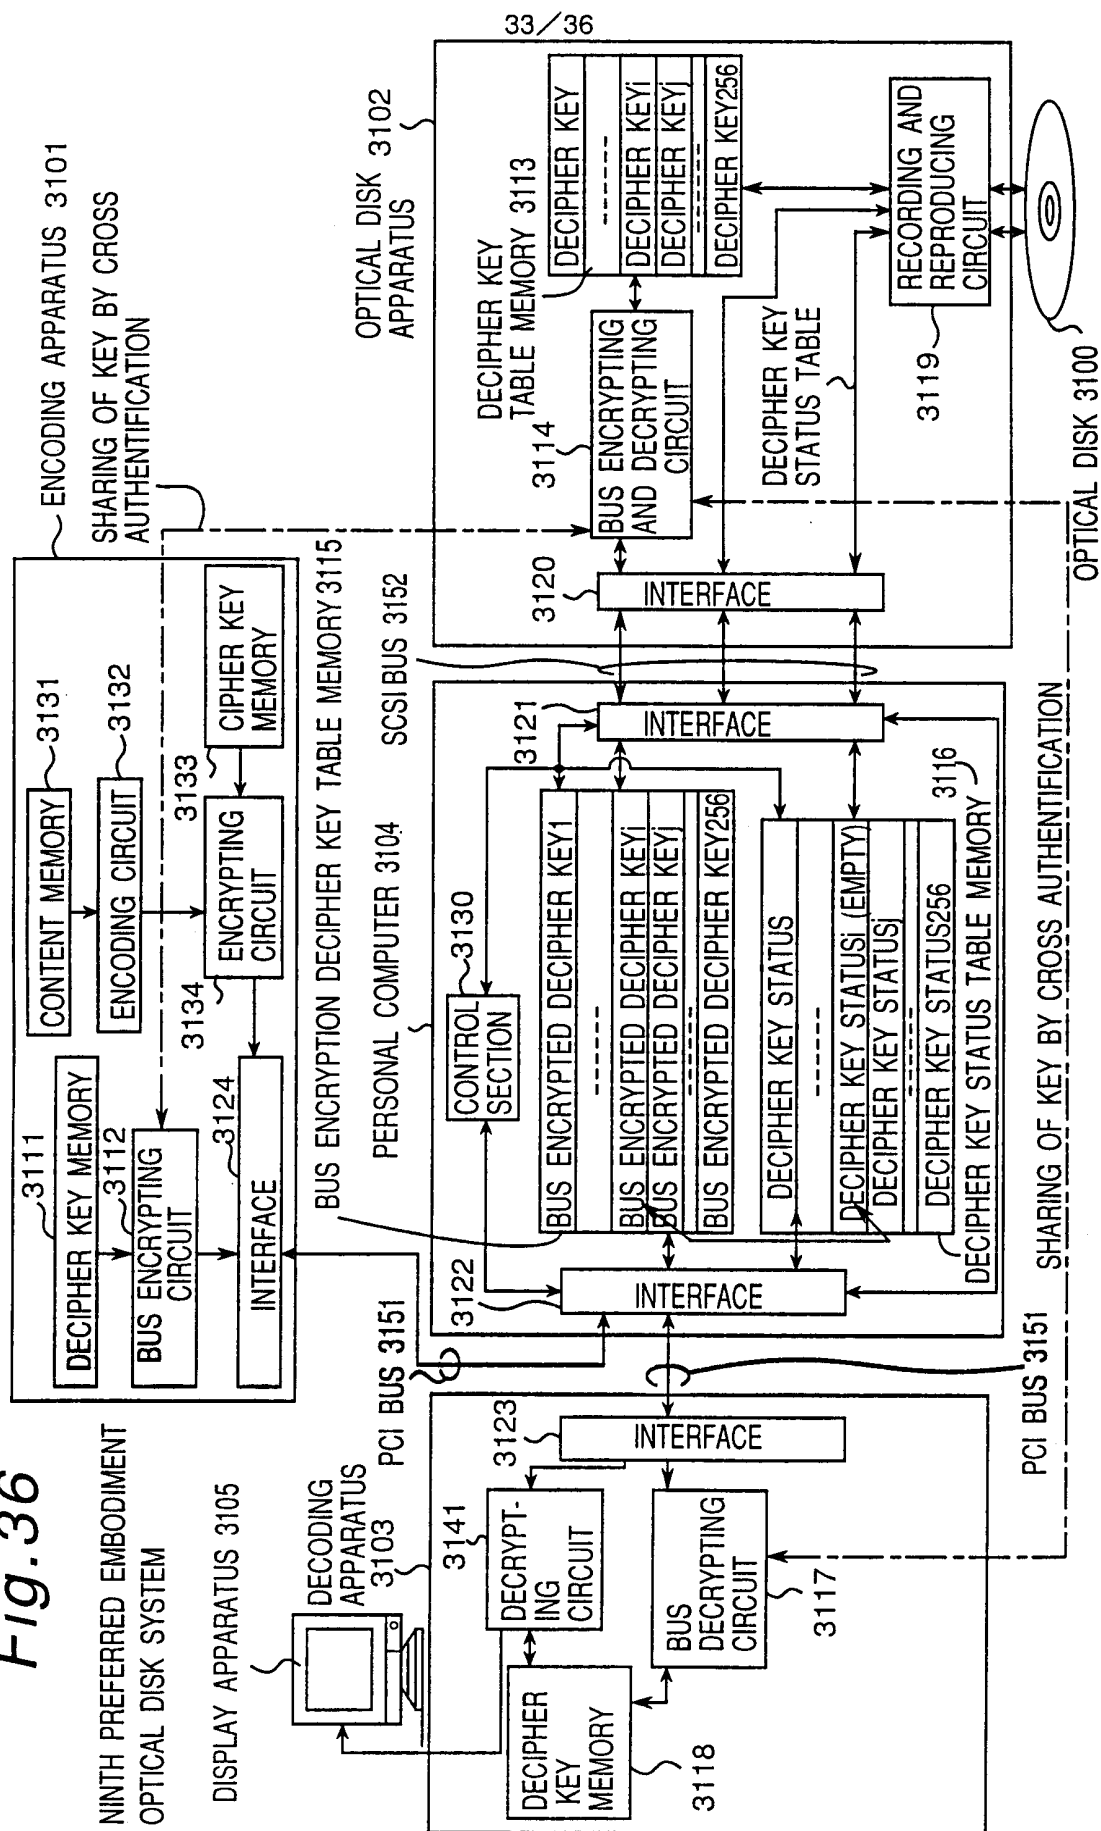 33/36
Fig.36
NINTH PREFERRED EMBODIMENT
OPTICAL DISK SYSTEM
DISPLAY APPARATUS 3105
DECODING
APPARATUS
3103
3141
DECRYPT-
ING
CIRCUIT
DECIPHER
KEY
MEMORY
3118
BUS
DECRYPTING
CIRCUIT
3117
3123
INTERFACE
PCI BUS 3151
PCI BUS 3151
ENCODING APPARATUS 3101
3111
DECIPHER KEY MEMORY
3112
BUS ENCRYPTING
CIRCUIT
3124
INTERFACE
CONTENT MEMORY
3131
ENCODING CIRCUIT
3132
3133
CIPHER KEY
MEMORY
3134
ENCRYPTING
CIRCUIT
SHARING OF KEY BY CROSS
AUTHENTIFICATION
BUS ENCRYPTION DECIPHER KEY TABLE MEMORY 3115
PERSONAL COMPUTER 3104
SCSI BUS 3152
3130
CONTROL
SECTION
3122
INTERFACE
3121
INTERFACE
BUS ENCRYPTED DECIPHER KEY1
BUS ENCRYPTED DECIPHER KEYi
BUS ENCRYPTED DECIPHER KEYj
BUS ENCRYPTED DECIPHER KEY256
DECIPHER KEY STATUS
DECIPHER KEY STATUSi (EMPTY)
DECIPHER KEY STATUSj
DECIPHER KEY STATUS256
3116
DECIPHER KEY STATUS TABLE MEMORY
SHARING OF KEY BY CROSS AUTHENTIFICATION
OPTICAL DISK
APPARATUS 3102
DECIPHER KEY
TABLE MEMORY 3113
DECIPHER KEY
DECIPHER KEYi
DECIPHER KEYj
DECIPHER KEY256
3114
BUS ENCRYPTING
AND DECRYPTING
CIRCUIT
3120
INTERFACE
DECIPHER KEY
STATUS TABLE
3119
RECORDING AND
REPRODUCING
CIRCUIT
OPTICAL DISK 3100